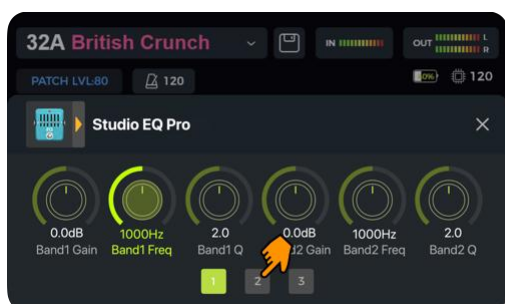 32A British Crunch
IN
OUT
L
R
PATCH LVL:80
120
0%
120
Studio EQ Pro
0.0dB
1000Hz
2.0
0.0dB
1000Hz
2.0
Band1 Gain
Band1 Freq
Band1 Q
d2 Gain
Band2 Freq
Band2 Q
1
2
3